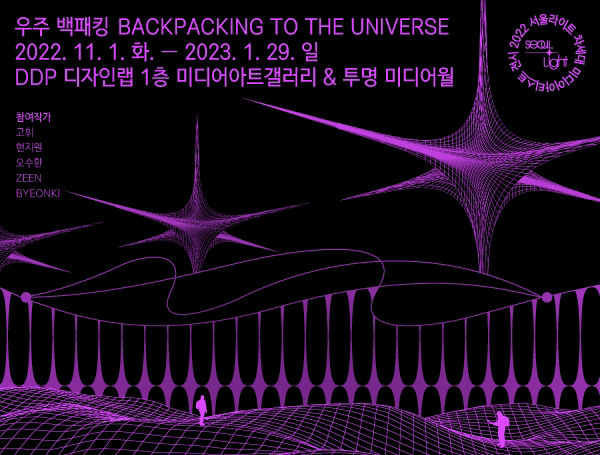 우주 백패킹 BACKPACKING TO THE UNIVERSE
2022. 11. 1. 화. — 2023. 1. 29. 일
DDP 디자인랩 1층 미디어아트갤러리 & 투명 미디어월
2022 서울라이트 차세대 미디어아티스트 전시
seoul
Light
참여작가
고휘
현지원
오수환
ZEEN
BYEONKI